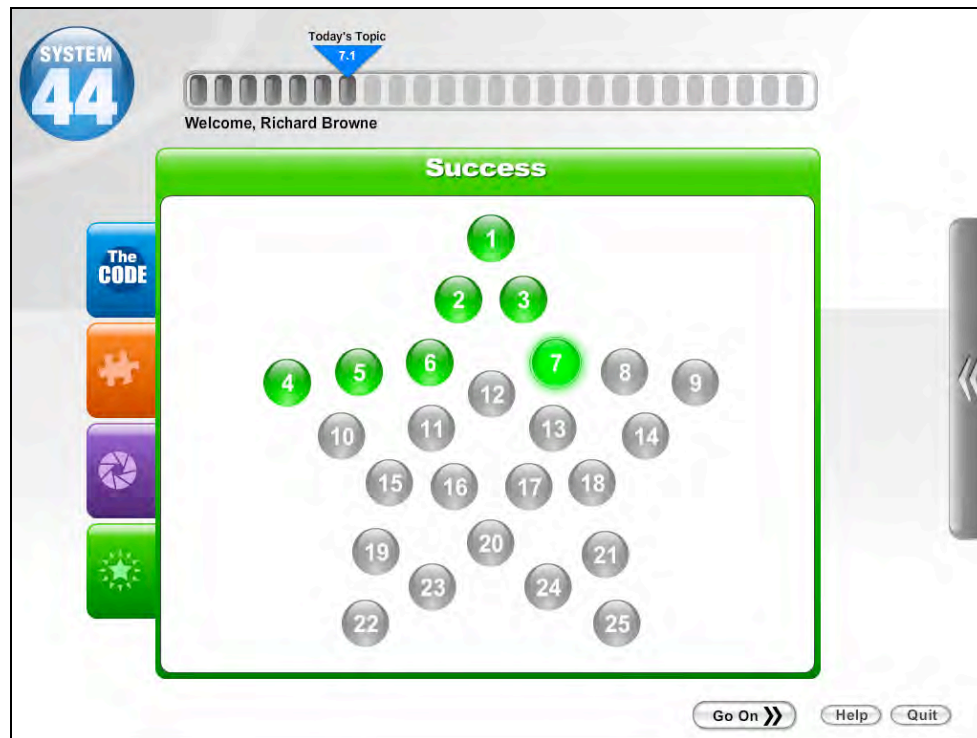 SYSTEM
44
Today's Topic
7.1
Welcome, Richard Browne
Success
The
CODE
1
2 3
4 5 6 7 8 9
12
10 11 13 14
15 16 17 18
19 20 21
23 24
22 25
Go On Help Quit